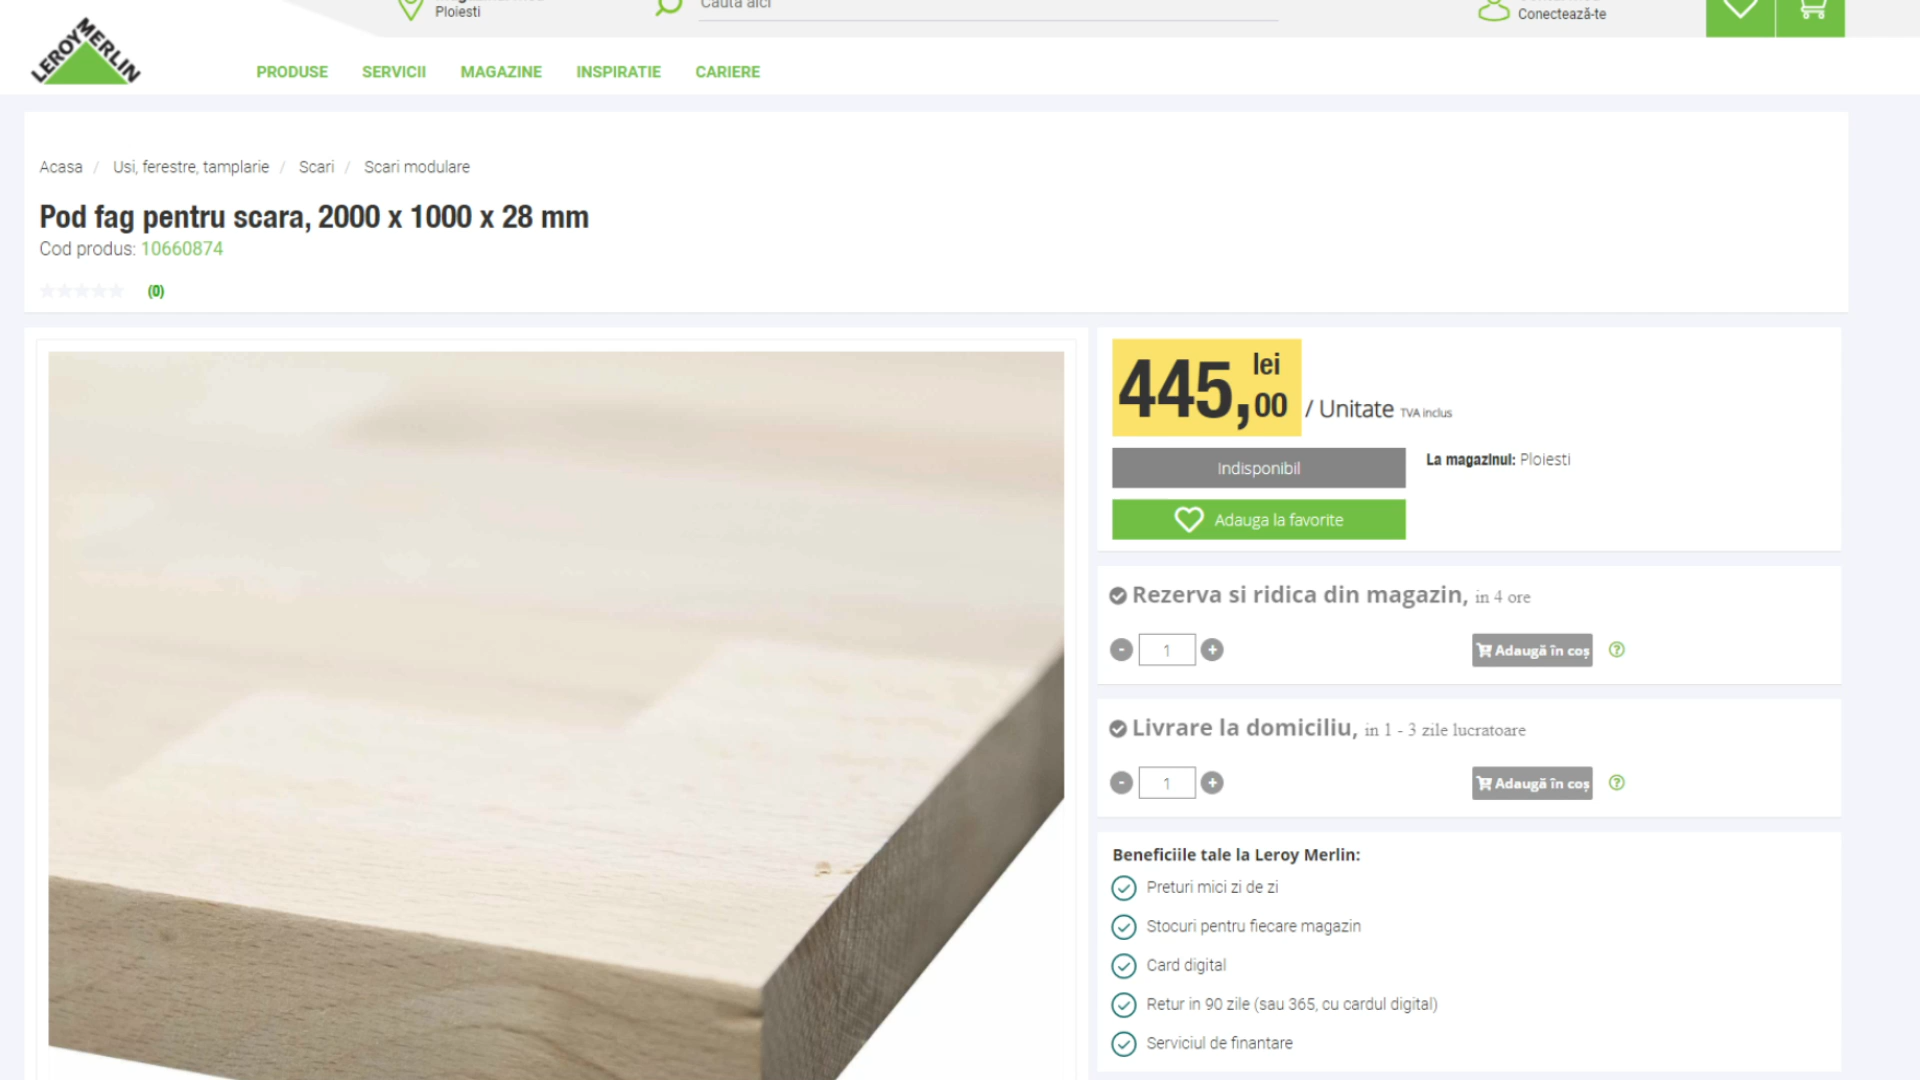 Ploiesti
Cauta aici
Conectează-te
LEROY MERLIN
PRODUSE
SERVICII
MAGAZINE
INSPIRATIE
CARIERE
Acasa / Usi, ferestre, tamplarie / Scari / Scari modulare
Pod fag pentru scara, 2000 x 1000 x 28 mm
Cod produs: 10660874
(0)
445,00 lei / Unitate TVA inclus
Indisponibil
La magazinul: Ploiesti
Adauga la favorite
Rezerva si ridica din magazin, in 4 ore
- 1 +
Adaugă în coș ?
Livrare la domiciliu, in 1 - 3 zile lucratoare
- 1 +
Adaugă în coș ?
Beneficiile tale la Leroy Merlin:
Preturi mici zi de zi
Stocuri pentru fiecare magazin
Card digital
Retur in 90 zile (sau 365, cu cardul digital)
Serviciul de finantare